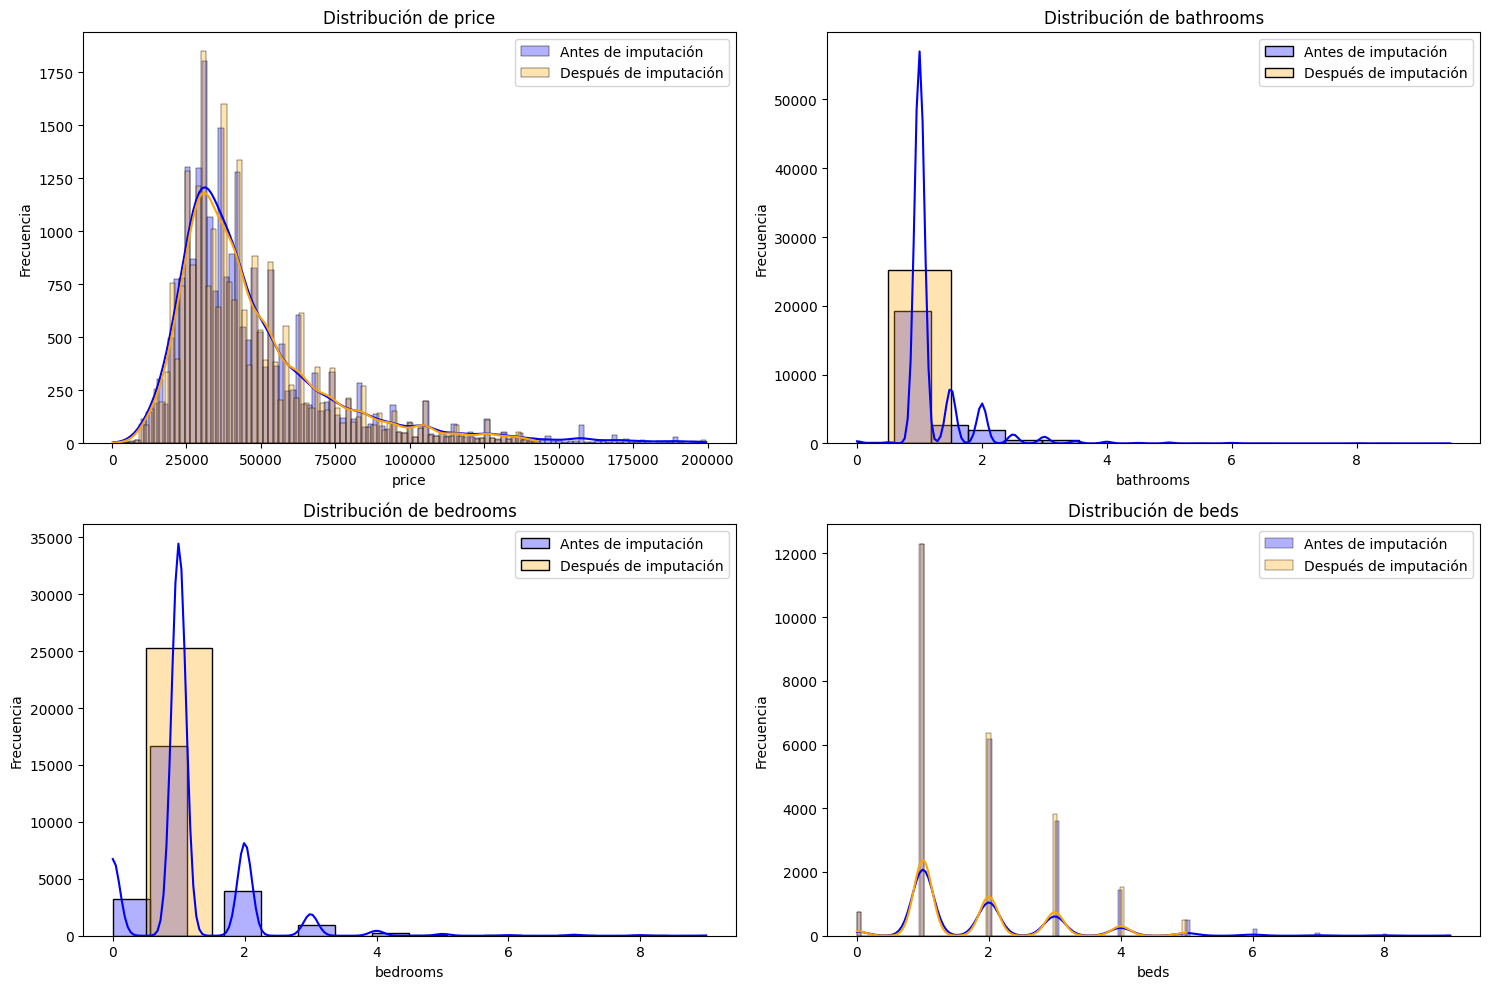 Distribución de price
Frecuencia
1750
1500
1250
1000
750
500
250
0
Antes de imputación
Después de imputación
0 25000 50000 75000 100000 125000 150000 175000 200000
price
Distribución de bathrooms
Frecuencia
50000
40000
30000
20000
10000
0
Antes de imputación
Después de imputación
0 2 4 6 8
bathrooms
Distribución de bedrooms
Frecuencia
35000
30000
25000
20000
15000
10000
5000
0
Antes de imputación
Después de imputación
0 2 4 6 8
bedrooms
Distribución de beds
Frecuencia
12000
10000
8000
6000
4000
2000
0
Antes de imputación
Después de imputación
0 2 4 6 8
beds